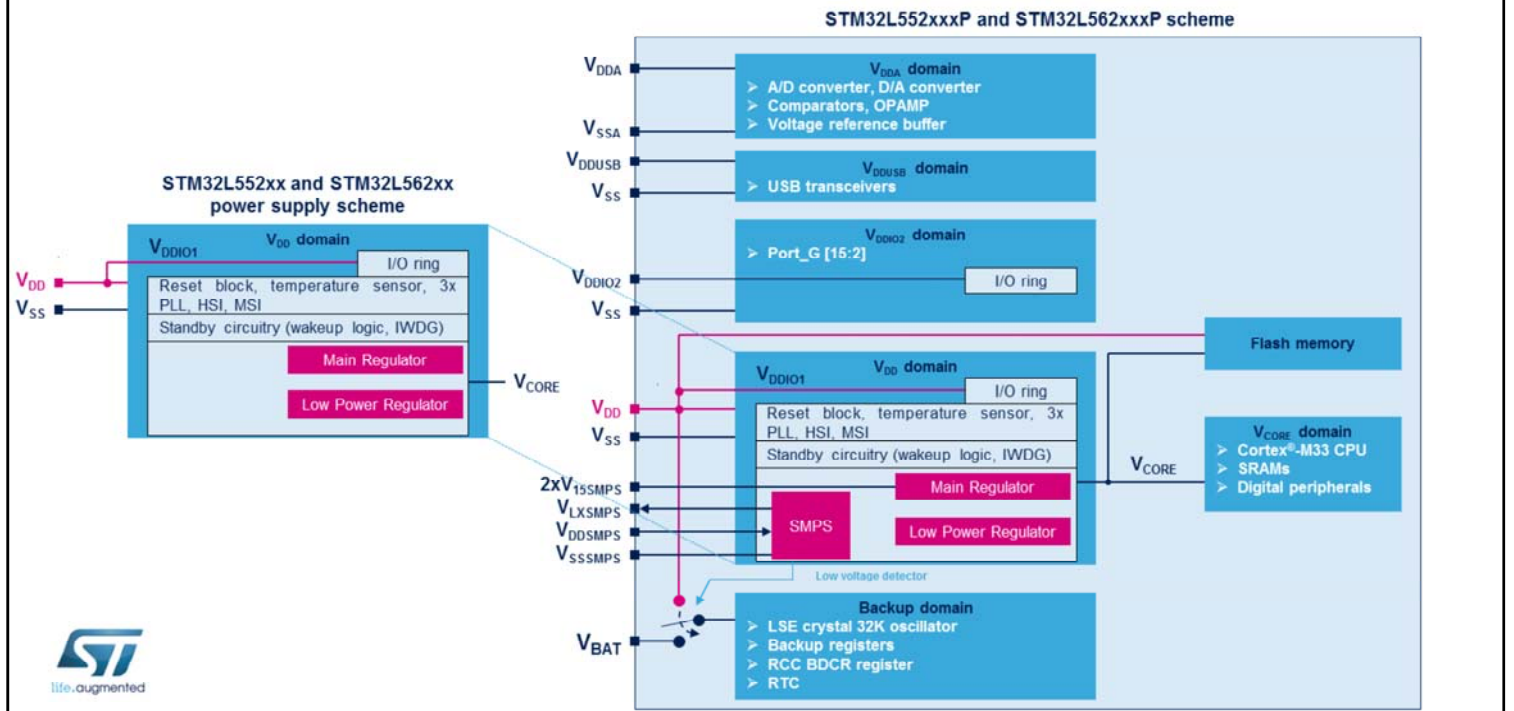 STM32L552xxxP and STM32L562xxxP scheme
VDDA
VDDA domain
➢ A/D converter, D/A converter
➢ Comparators, OPAMP
➢ Voltage reference buffer
VSSA
VDDUSB
VDDUSB domain
➢ USB transceivers
VSS
STM32L552xx and STM32L562xx
power supply scheme
VDDIO1
VDD domain
I/O ring
VDD
VSS
Reset block, temperature sensor, 3x
PLL, HSI, MSI
Standby circuitry (wakeup logic, IWDG)
Main Regulator
Low Power Regulator
VCORE
VDDIO2 domain
➢ Port_G [15:2]
VDDIO2
I/O ring
VSS
Flash memory
VDDIO1
VDD domain
I/O ring
VDD
VSS
Reset block, temperature sensor, 3x
PLL, HSI, MSI
Standby circuitry (wakeup logic, IWDG)
2xV15SMPS
VLXSMPS
VDDSMPS
VSSSMPS
Main Regulator
SMPS
Low Power Regulator
VCORE
VCORE domain
➢ Cortex®-M33 CPU
➢ SRAMs
➢ Digital peripherals
Low voltage detector
VBAT
Backup domain
➢ LSE crystal 32K oscillator
➢ Backup registers
➢ RCC BDCR register
➢ RTC
ST
life.augmented